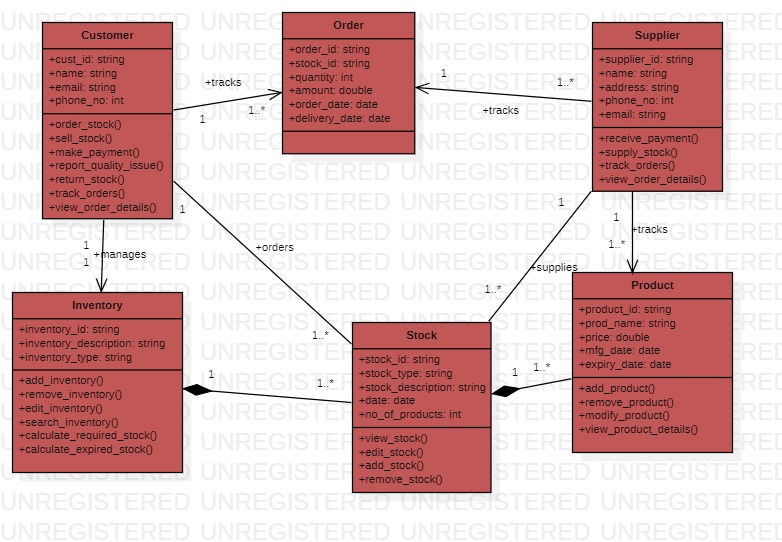 Customer
+cust_id: string
+name: string
+email: string
+phone_no: int
+order_stock()
+sell_stock()
+make_payment()
+report_quality_issue()
+return_stock()
+track_orders()
+view_order_details()
Order
+order_id: string
+stock_id: string
+quantity: int
+amount: double
+order_date: date
+delivery_date: date
Supplier
+supplier_id: string
+name: string
+address: string
+phone_no: int
+email: string
+receive_payment()
+supply_stock()
+track_orders()
+view_order_details()
+tracks
1
1..*
1
1..*
+tracks
1
1
+manages
1
+orders
1..*
1
+supplies
1..*
1
+tracks
1..*
Inventory
+inventory_id: string
+inventory_description: string
+inventory_type: string
+add_inventory()
+remove_inventory()
+edit_inventory()
+search_inventory()
+calculate_required_stock()
+calculate_expired_stock()
1
1..*
Stock
+stock_id: string
+stock_type: string
+stock_description: string
+date: date
+no_of_products: int
+view_stock()
+edit_stock()
+add_stock()
+remove_stock()
1
1..*
Product
+product_id: string
+prod_name: string
+price: double
+mfg_date: date
+expiry_date: date
+add_product()
+remove_product()
+modify_product()
+view_product_details()
UNREGISTERED